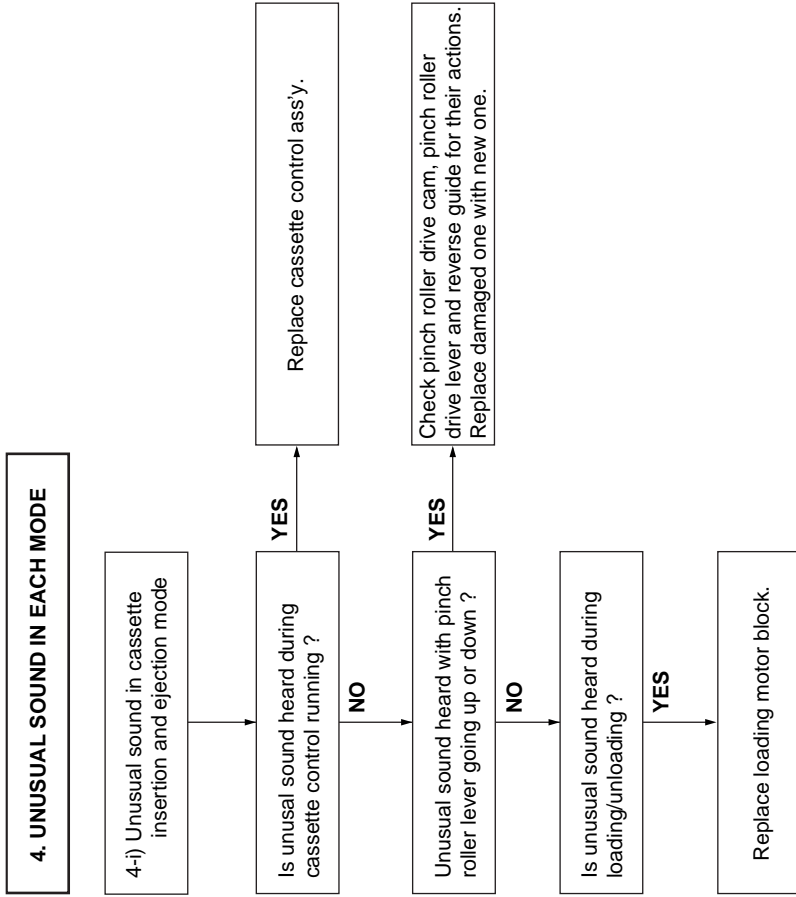 4. UNUSUAL SOUND IN EACH MODE
4-i) Unusual sound in cassette
insertion and ejection mode
Is unusual sound heard during
cassette control running ?
YES
Replace cassette control ass'y.
NO
Unusual sound heard with pinch
roller lever going up or down ?
YES
Check pinch roller drive cam, pinch roller
drive lever and reverse guide for their actions.
Replace damaged one with new one.
NO
Is unusual sound heard during
loading/unloading ?
YES
Replace loading motor block.